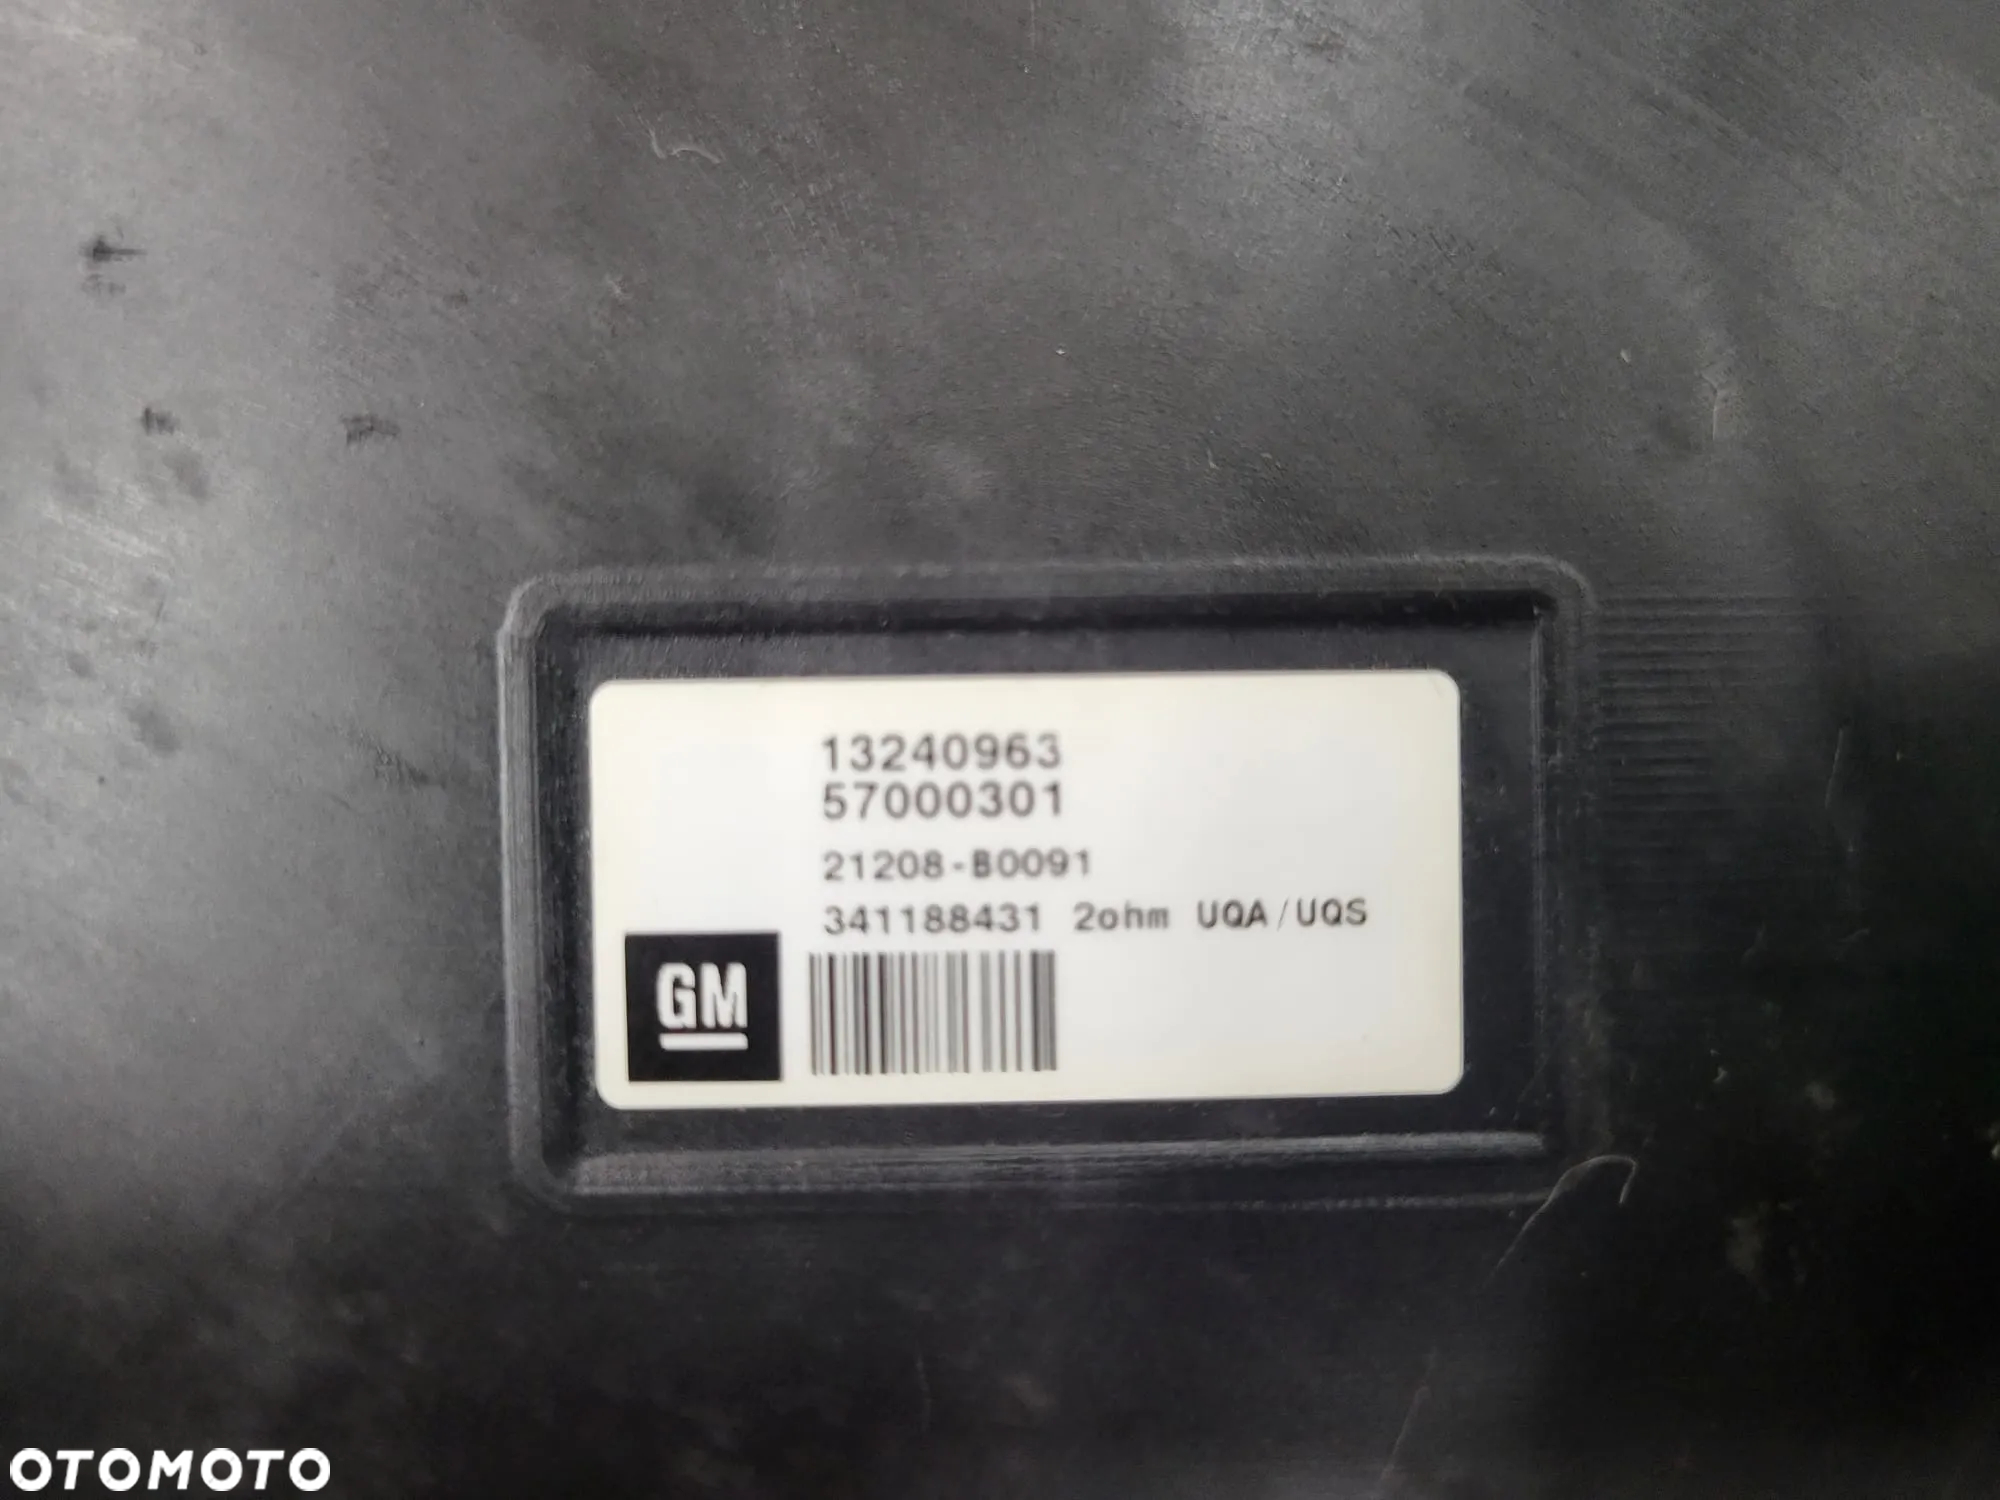 13240963
57000301
21208-B0091
341188431 2ohm UQA/UQS
GM
OTOMOTO